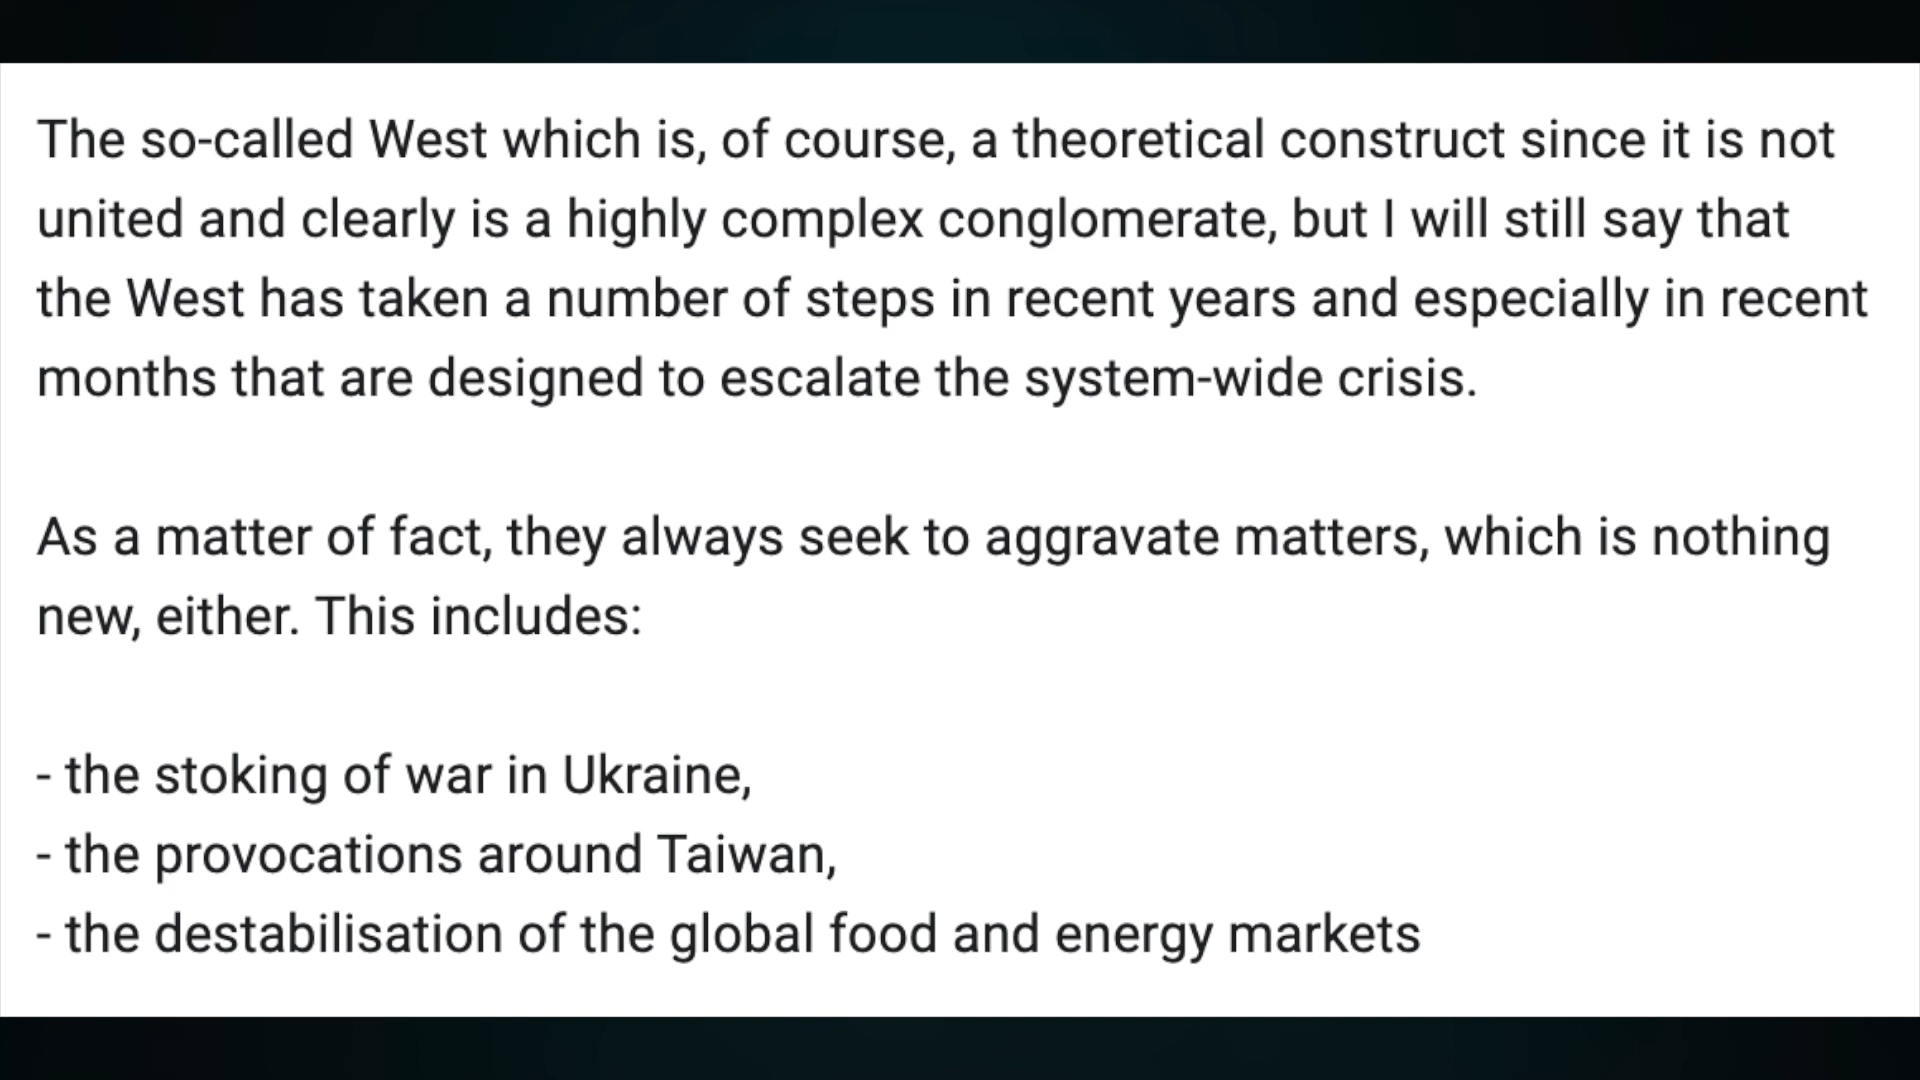 The so-called West which is, of course, a theoretical construct since it is not
united and clearly is a highly complex conglomerate, but I will still say that
the West has taken a number of steps in recent years and especially in recent
months that are designed to escalate the system-wide crisis.
As a matter of fact, they always seek to aggravate matters, which is nothing
new, either. This includes:
- the stoking of war in Ukraine,
- the provocations around Taiwan,
- the destabilisation of the global food and energy markets